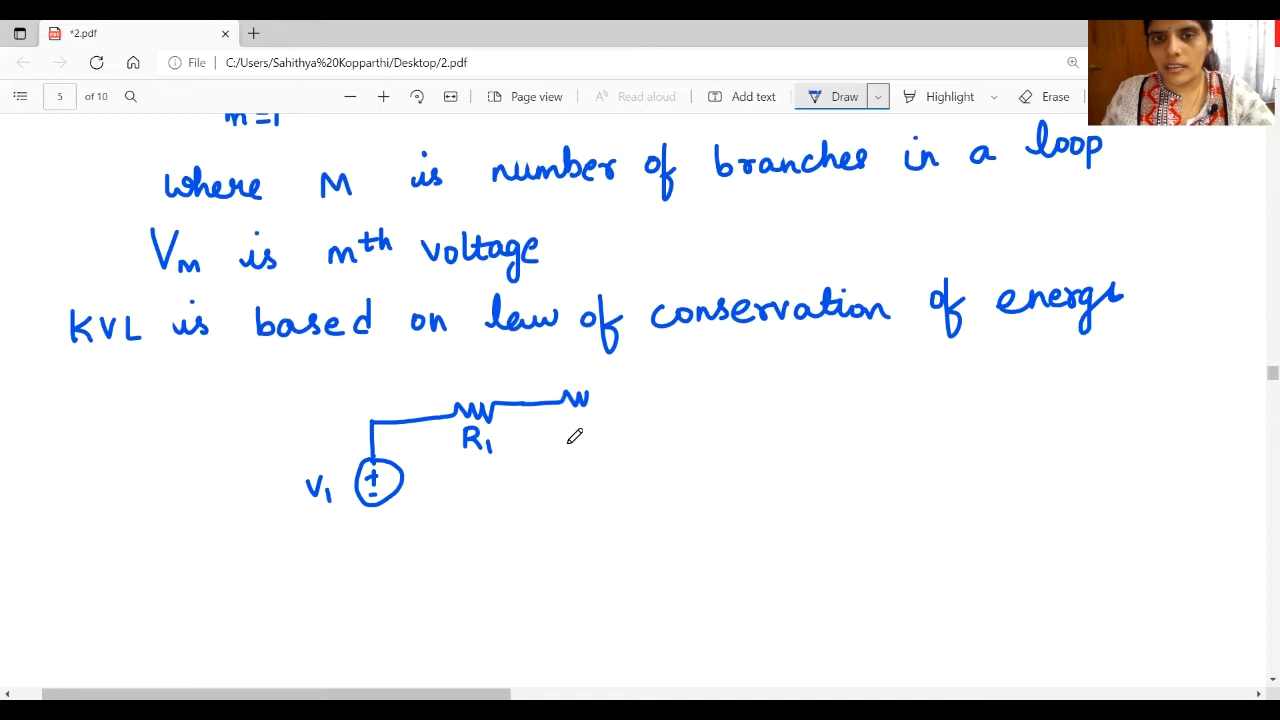 *2.pdf
File C:/Users/Sahithya%20Kopparthi/Desktop/2.pdf
5 of 10 Page view Read aloud Add text Draw Highlight Erase
m=1
where M is number of branches in a loop
Vm is mth voltage
KVL is based on law of conservation of energy
R1
V1 + -